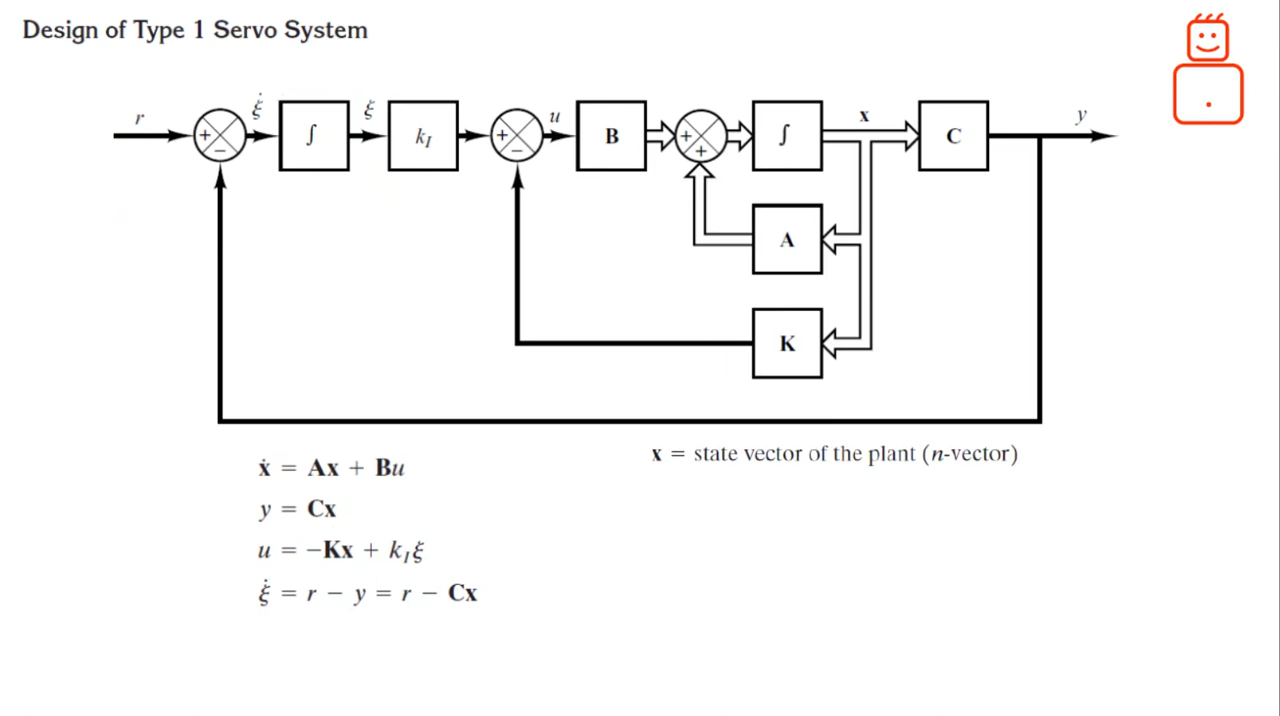 Design of Type 1 Servo System
r
+
−
ξ̇
∫
ξ
k_I
+
−
u
B
+
+
∫
x
C
y
A
K
ẋ = Ax + Bu
x = state vector of the plant (n-vector)
y = Cx
u = −Kx + k_Iξ
ξ̇ = r − y = r − Cx